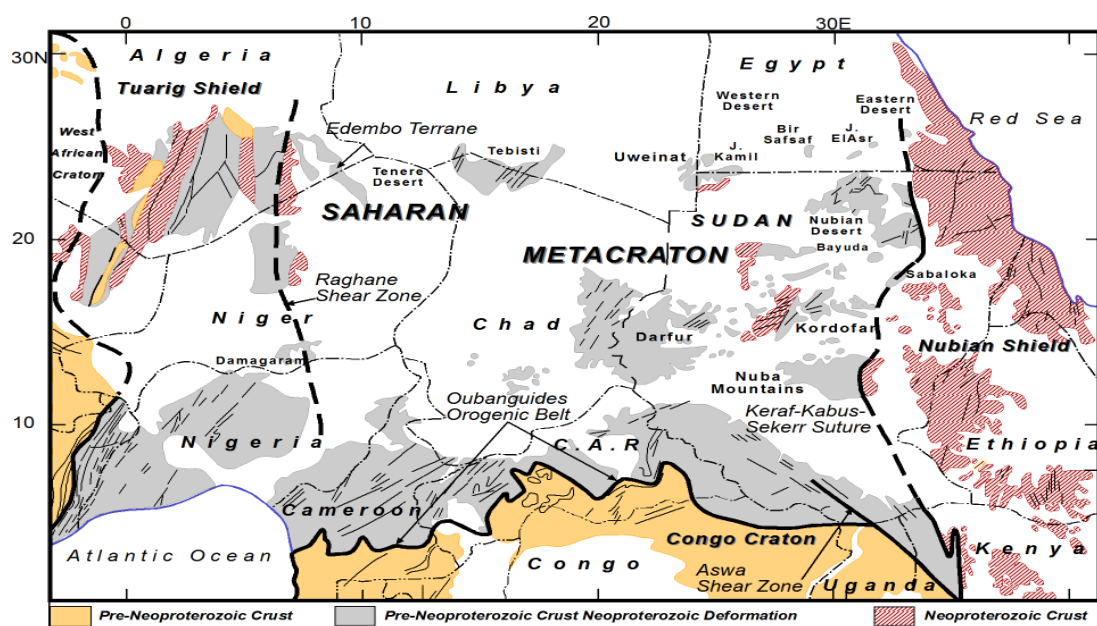 0
10
20
30E
30N
20
10
Algeria
Tuarig Shield
West
African
Craton
Edembo Terrane
Libya
Tebisti
Tenere
Desert
Egypt
Western
Desert
Eastern
Desert
Bir
Safsaf
J.
ElAsr
J.
Kamil
Uweinat
Red Sea
SAHARAN
METACRATON
SUDAN
Nubian
Desert
Bayuda
Sabaloka
Raghane
Shear Zone
Niger
Chad
Darfur
Kordofan
Nubian Shield
Damagaram
Nuba
Mountains
Oubanguides
Orogenic Belt
Keraf-Kabus-
Sekerr Suture
Nigeria
C.A.R
Ethiopia
Cameroon
Atlantic Ocean
Congo Craton
Congo
Aswa
Shear Zone
Uganda
Kenya
Pre-Neoproterozoic Crust
Pre-Neoproterozoic Crust Neoproterozoic Deformation
Neoproterozoic Crust